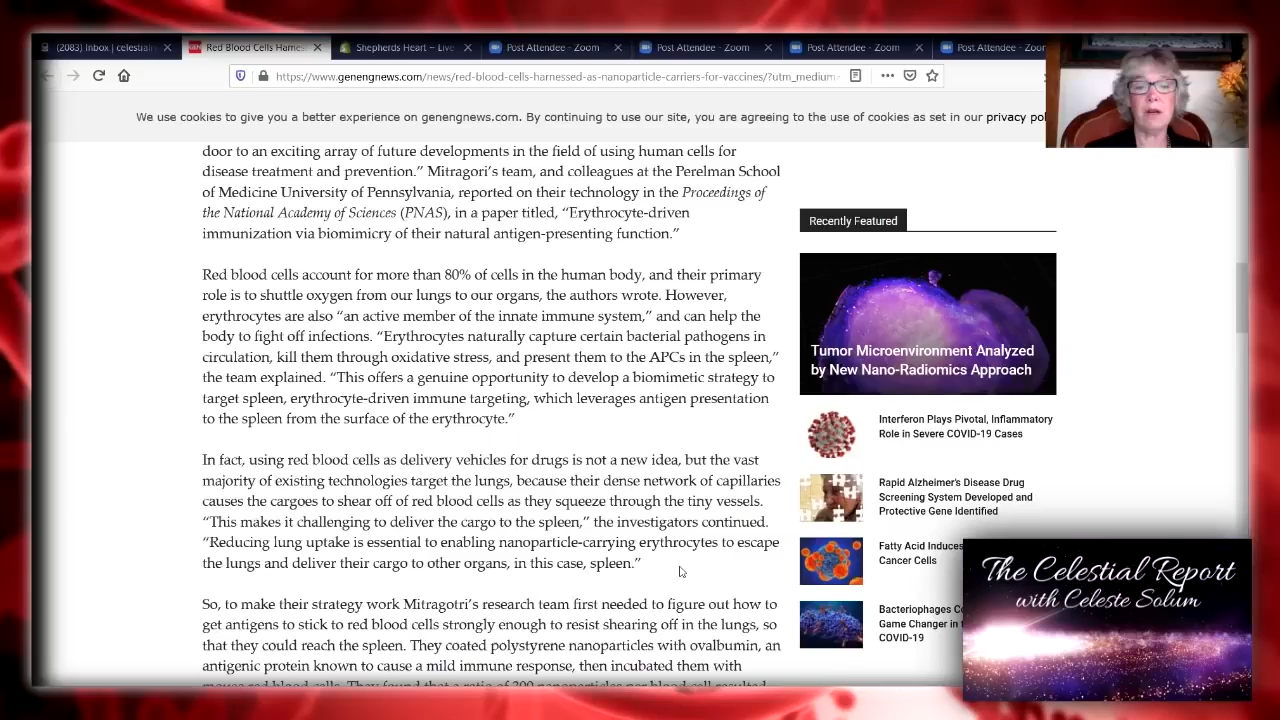 (2083) Inbox | celestial
Red Blood Cells Harnes
Shepherds Heart – Live
Post Attendee - Zoom
Post Attendee - Zoom
Post Attendee - Zoom
Post Attendee - Zoom
https://www.genengnews.com/news/red-blood-cells-harnessed-as-nanoparticle-carriers-for-vaccines/?utm_medium
We use cookies to give you a better experience on genengnews.com. By continuing to use our site, you are agreeing to the use of cookies as set in our privacy pol
door to an exciting array of future developments in the field of using human cells for
disease treatment and prevention.” Mitragori’s team, and colleagues at the Perelman School
of Medicine University of Pennsylvania, reported on their technology in the Proceedings of
the National Academy of Sciences (PNAS), in a paper titled, “Erythrocyte-driven
immunization via biomimicry of their natural antigen-presenting function.”
Red blood cells account for more than 80% of cells in the human body, and their primary
role is to shuttle oxygen from our lungs to our organs, the authors wrote. However,
erythrocytes are also “an active member of the innate immune system,” and can help the
body to fight off infections. “Erythrocytes naturally capture certain bacterial pathogens in
circulation, kill them through oxidative stress, and present them to the APCs in the spleen,”
the team explained. “This offers a genuine opportunity to develop a biomimetic strategy to
target spleen, erythrocyte-driven immune targeting, which leverages antigen presentation
to the spleen from the surface of the erythrocyte.”
In fact, using red blood cells as delivery vehicles for drugs is not a new idea, but the vast
majority of existing technologies target the lungs, because their dense network of capillaries
causes the cargoes to shear off of red blood cells as they squeeze through the tiny vessels.
“This makes it challenging to deliver the cargo to the spleen,” the investigators continued.
“Reducing lung uptake is essential to enabling nanoparticle-carrying erythrocytes to escape
the lungs and deliver their cargo to other organs, in this case, spleen.”
So, to make their strategy work Mitragotri’s research team first needed to figure out how to
get antigens to stick to red blood cells strongly enough to resist shearing off in the lungs, so
that they could reach the spleen. They coated polystyrene nanoparticles with ovalbumin, an
antigenic protein known to cause a mild immune response, then incubated them with
mouse red blood cells. They found that a ratio of 300 nanoparticles per blood cell resulted
Recently Featured
Tumor Microenvironment Analyzed
by New Nano-Radiomics Approach
Interferon Plays Pivotal, Inflammatory
Role in Severe COVID-19 Cases
Rapid Alzheimer’s Disease Drug
Screening System Developed and
Protective Gene Identified
Fatty Acid Induces
Cancer Cells
Bacteriophages Co
Game Changer in t
COVID-19
The Celestial Report
with Celeste Solum